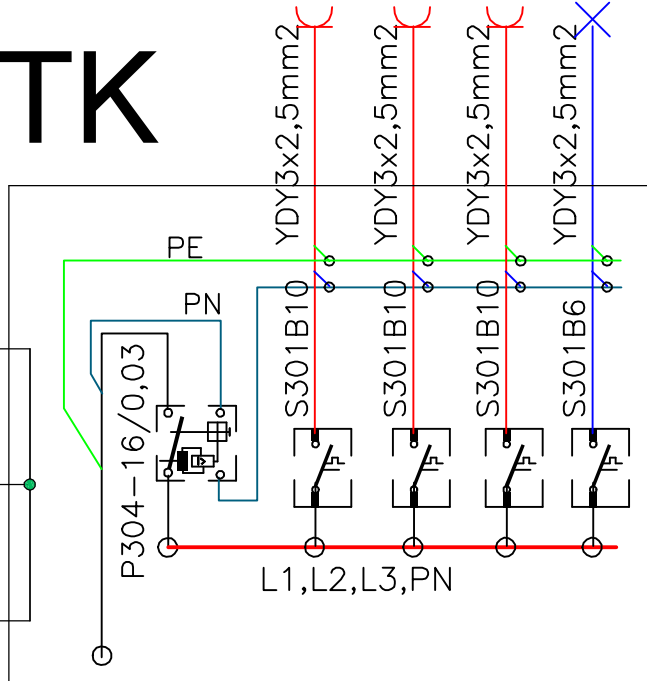 TK
YDY3x2,5mm2
YDY3x2,5mm2
YDY3x2,5mm2
YDY3x2,5mm2
PE
PN
S301B10
S301B10
S301B10
S301B6
P304-16/0,03
L1,L2,L3,PN